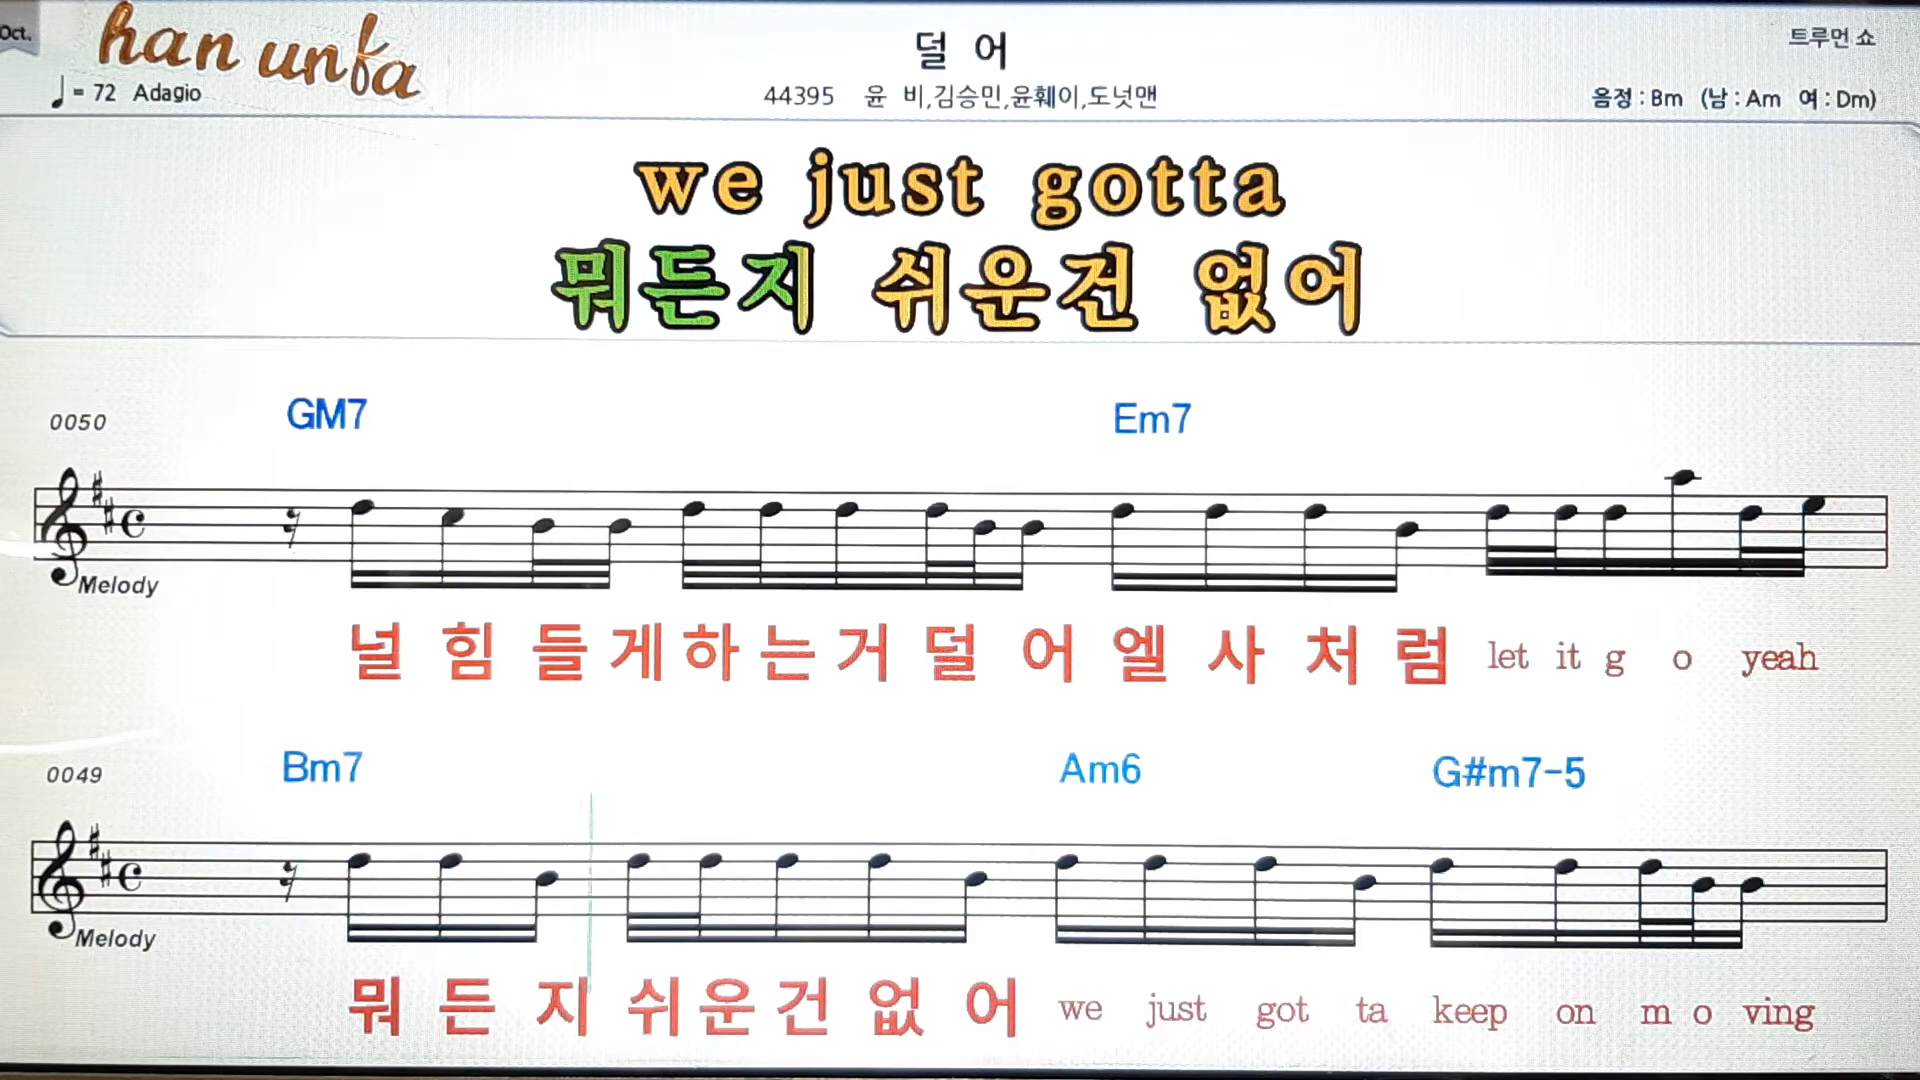 Oct.
han unfa
덜 어
트루먼 쇼
♩= 72 Adagio
44395 윤 비,김승민,윤훼이,도넛맨
음정 : Bm (남 : Am 여 : Dm)
we just gotta
뭐든지 쉬운건 없어
0050 GM7 Em7
Melody
널 힘 들 게 하 는 거 덜 어 엘 사 처 럼 let it g o yeah
0049 Bm7 Am6 G#m7-5
Melody
뭐 든 지 쉬 운 건 없 어 we just got ta keep on m o ving